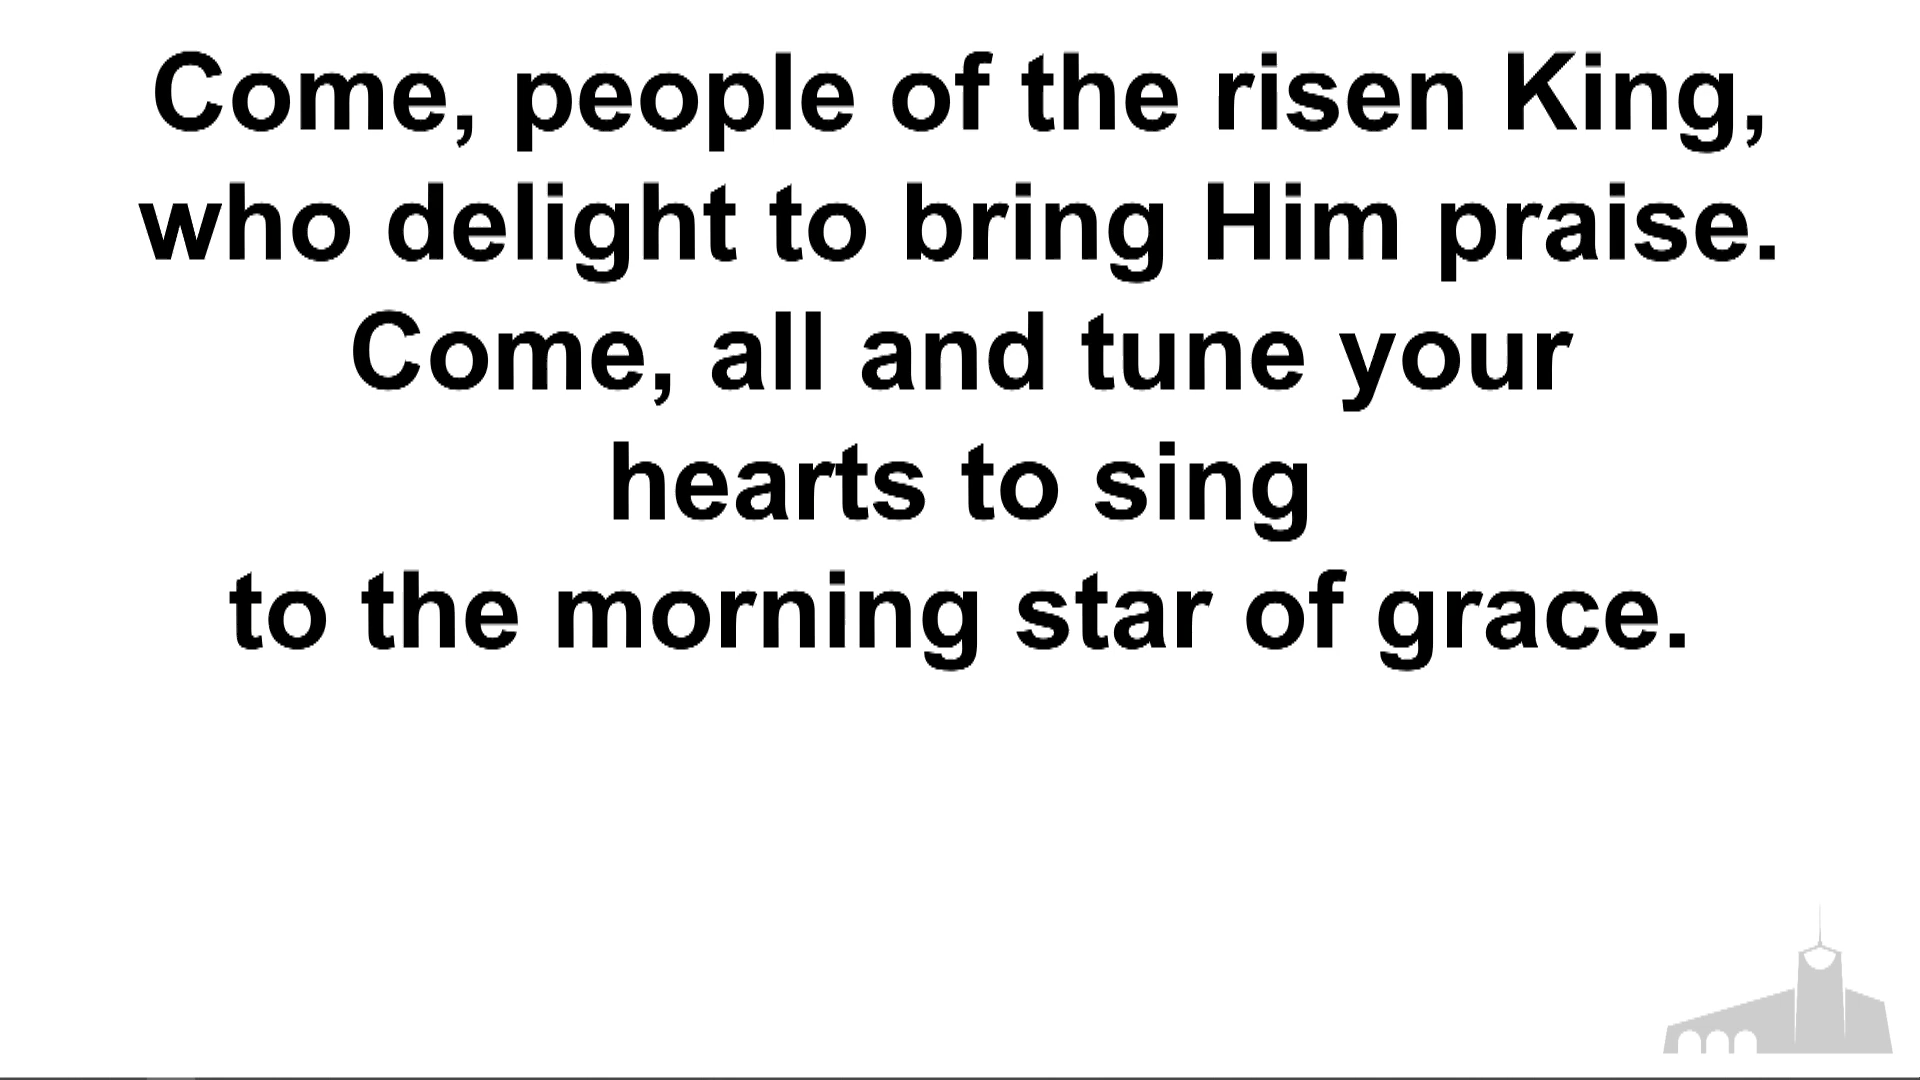 Come, people of the risen King,
who delight to bring Him praise.
Come, all and tune your
hearts to sing
to the morning star of grace.